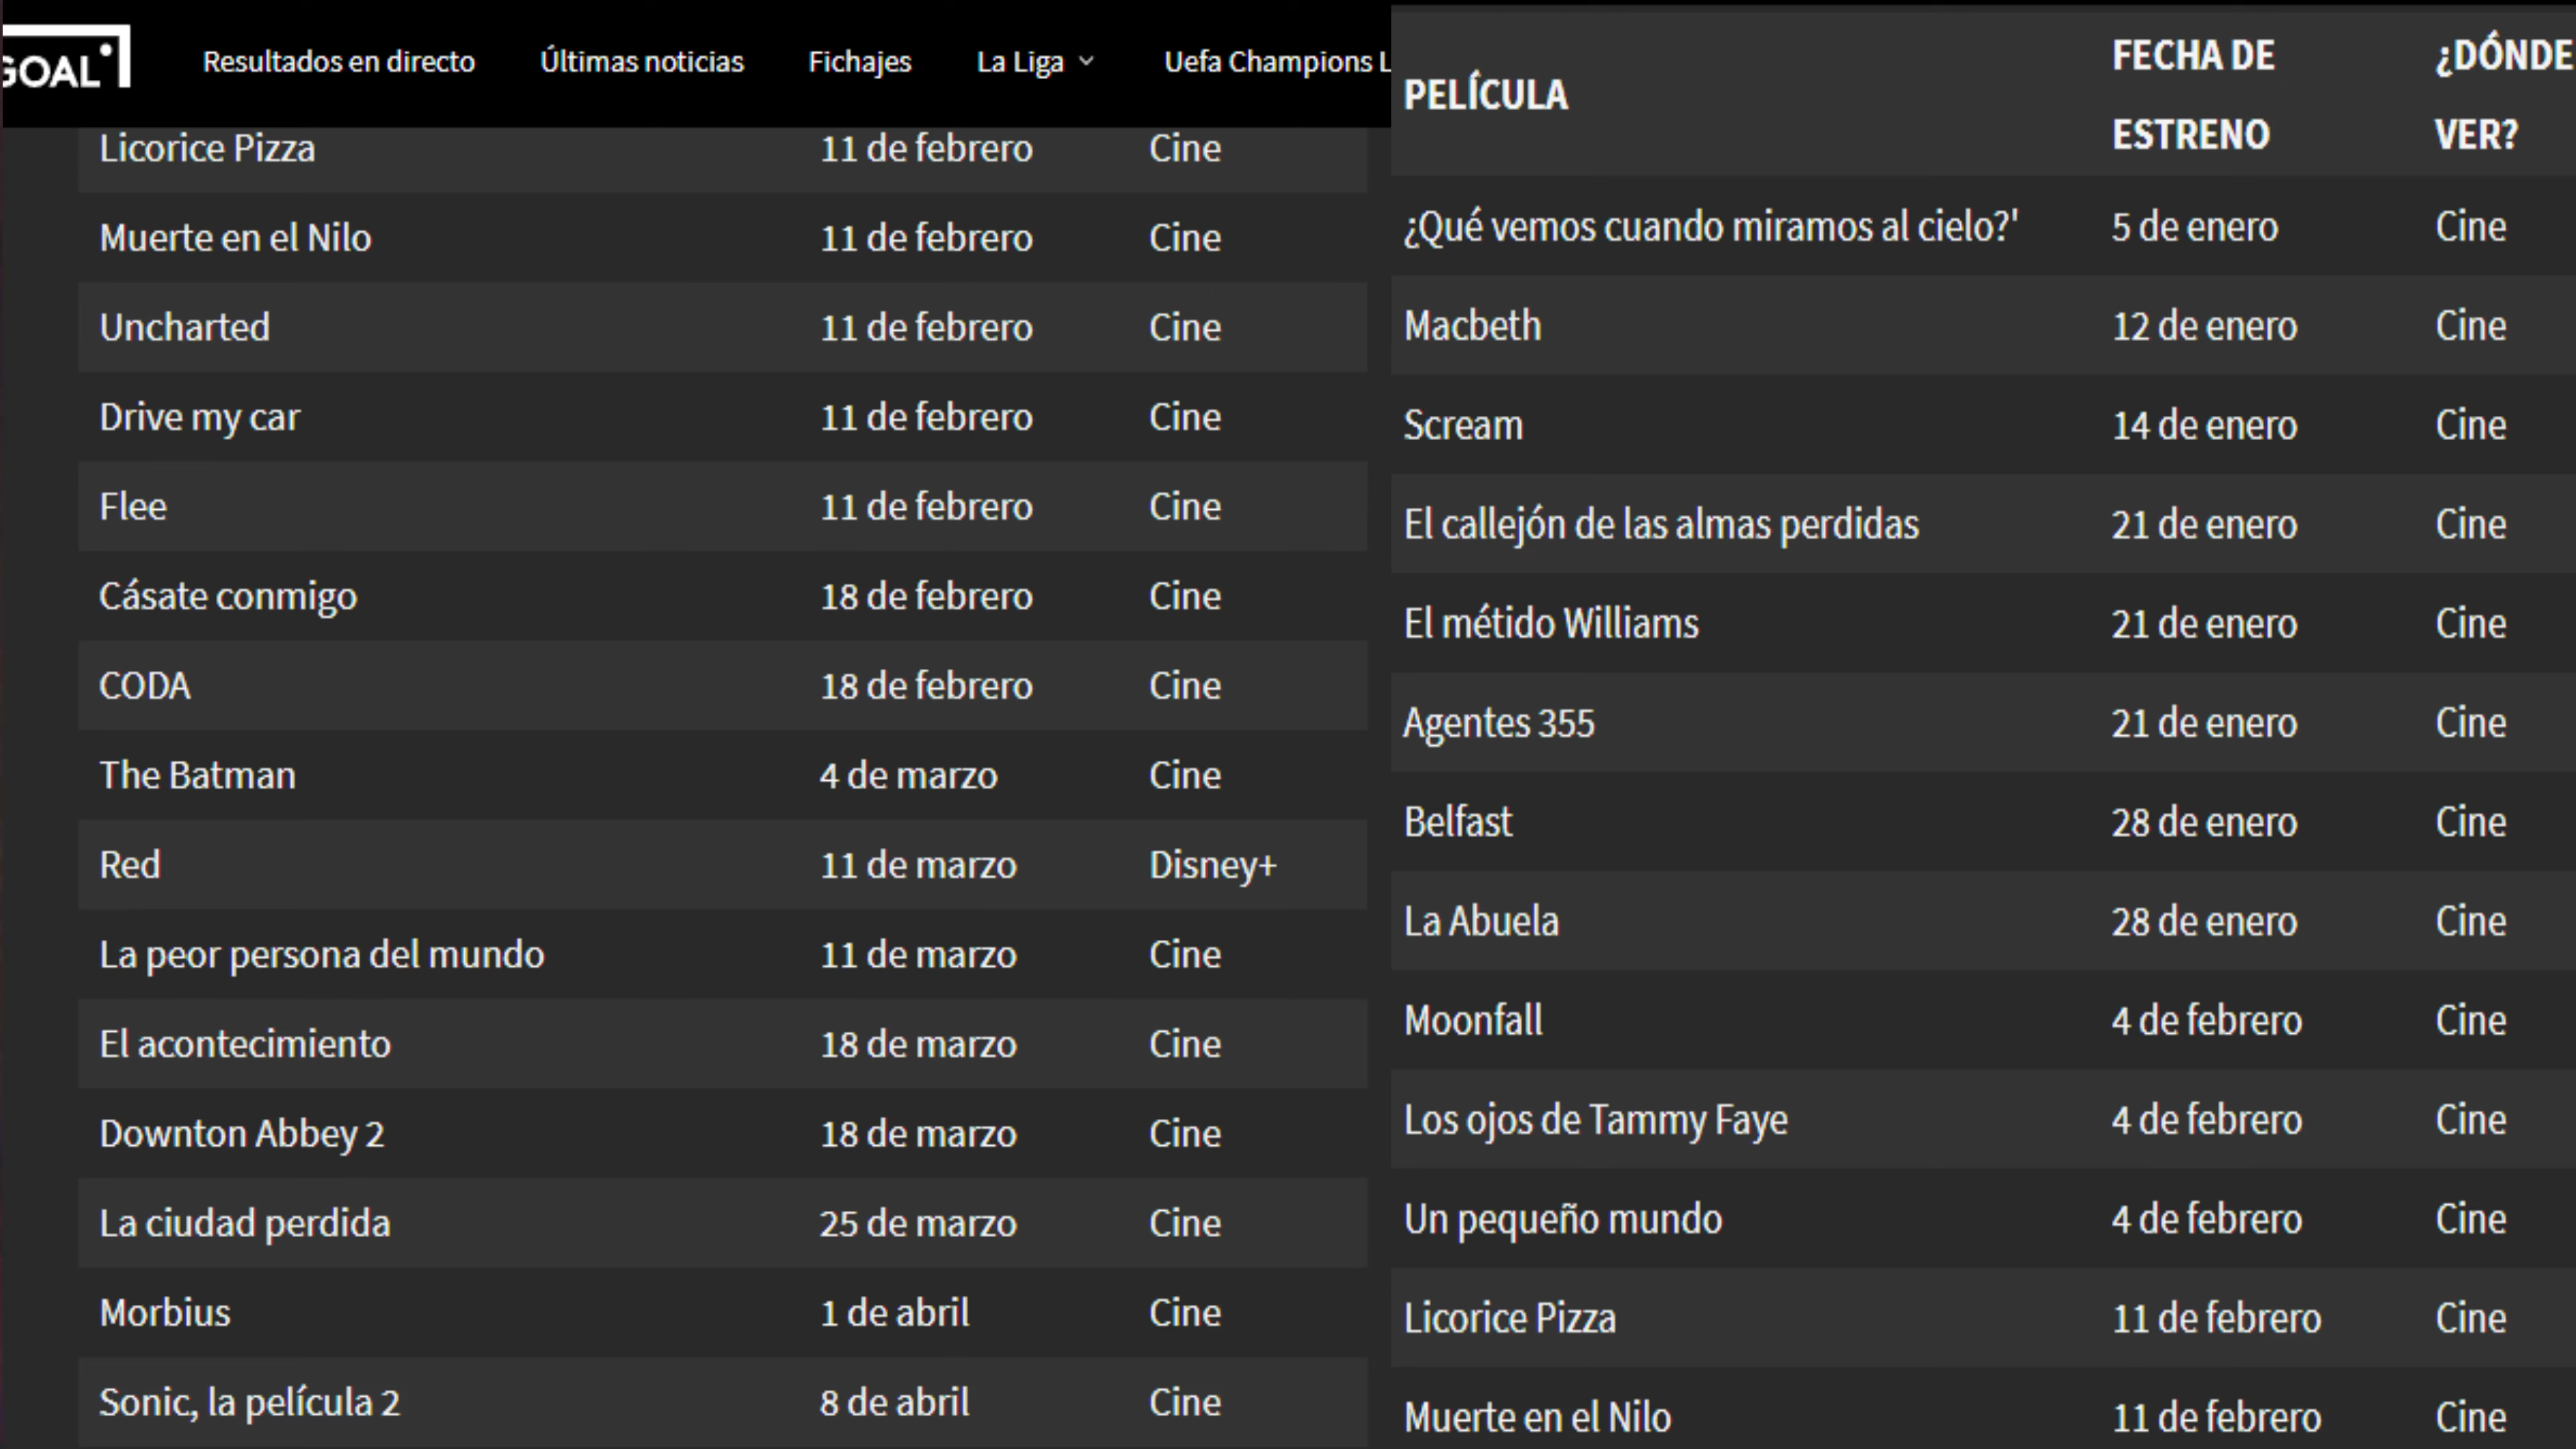 GOAL
Resultados en directo Últimas noticias Fichajes La Liga Uefa Champions L
Licorice Pizza 11 de febrero Cine
Muerte en el Nilo 11 de febrero Cine
Uncharted 11 de febrero Cine
Drive my car 11 de febrero Cine
Flee 11 de febrero Cine
Cásate conmigo 18 de febrero Cine
CODA 18 de febrero Cine
The Batman 4 de marzo Cine
Red 11 de marzo Disney+
La peor persona del mundo 11 de marzo Cine
El acontecimiento 18 de marzo Cine
Downton Abbey 2 18 de marzo Cine
La ciudad perdida 25 de marzo Cine
Morbius 1 de abril Cine
Sonic, la película 2 8 de abril Cine
PELÍCULA
FECHA DE
ESTRENO
¿DÓNDE
VER?
¿Qué vemos cuando miramos al cielo?' 5 de enero Cine
Macbeth 12 de enero Cine
Scream 14 de enero Cine
El callejón de las almas perdidas 21 de enero Cine
El métido Williams 21 de enero Cine
Agentes 355 21 de enero Cine
Belfast 28 de enero Cine
La Abuela 28 de enero Cine
Moonfall 4 de febrero Cine
Los ojos de Tammy Faye 4 de febrero Cine
Un pequeño mundo 4 de febrero Cine
Licorice Pizza 11 de febrero Cine
Muerte en el Nilo 11 de febrero Cine